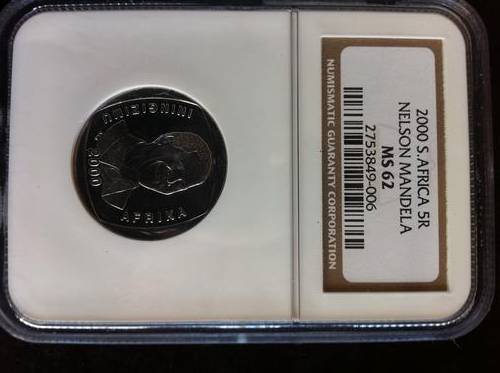 2000 S.AFRICA 5R
NELSON MANDELA
MS 62
2753849-006
NUMISMATIC GUARANTY CORPORATION
ININGIZIMU
AFRIKA
2000